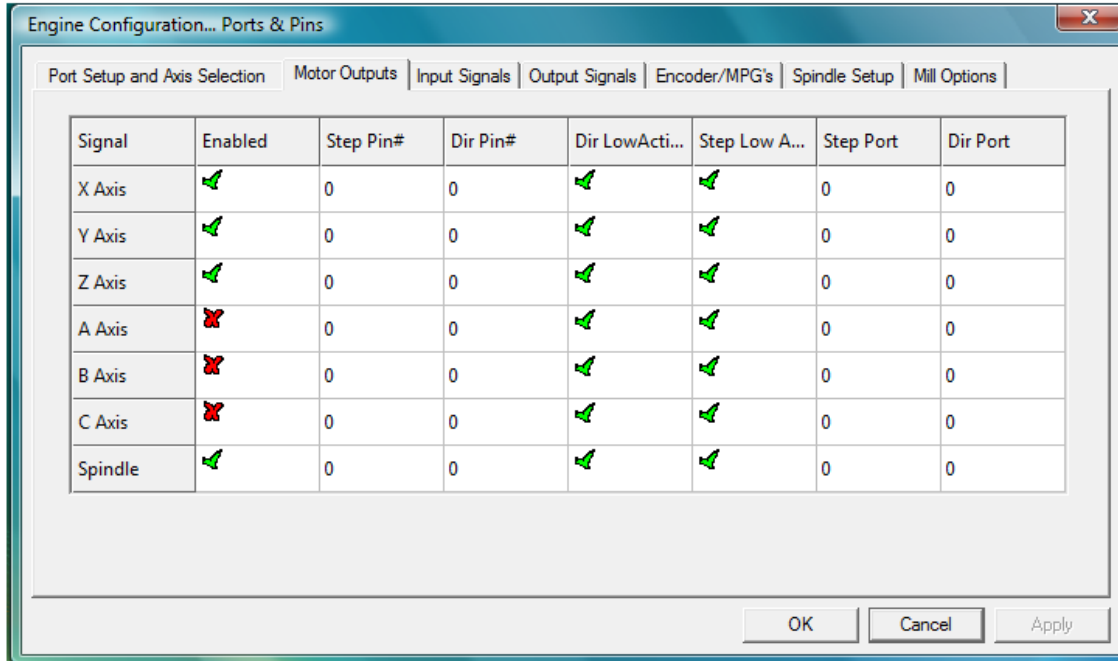 Engine Configuration... Ports & Pins
Port Setup and Axis Selection Motor Outputs Input Signals Output Signals Encoder/MPG's Spindle Setup Mill Options
Signal Enabled Step Pin# Dir Pin# Dir LowActi... Step Low A... Step Port Dir Port
X Axis 0 0 0 0
Y Axis 0 0 0 0
Z Axis 0 0 0 0
A Axis 0 0 0 0
B Axis 0 0 0 0
C Axis 0 0 0 0
Spindle 0 0 0 0
OK Cancel Apply